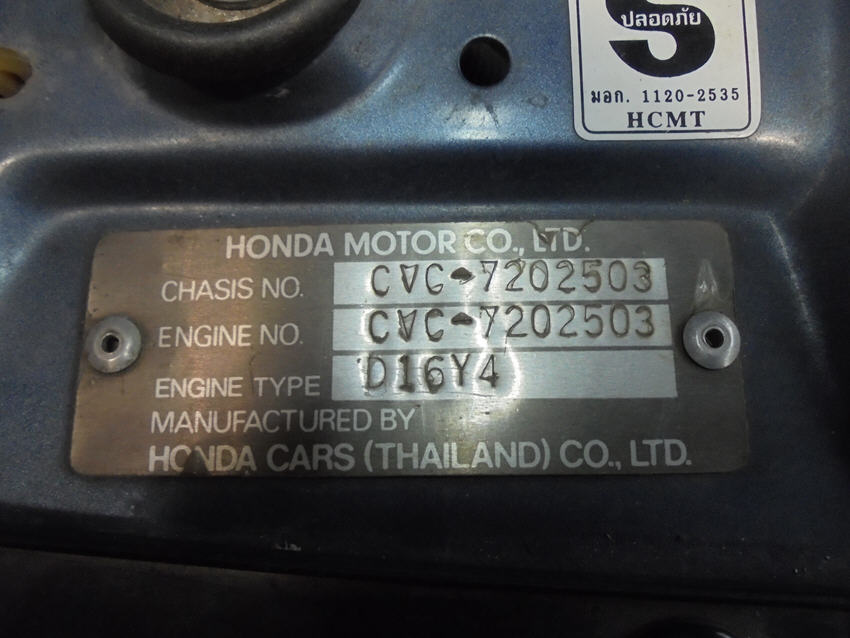 S
ปลอดภัย
มอก. 1120-2535
HCMT
HONDA MOTOR CO., LTD.
CHASIS NO. CVC-7202503
ENGINE NO. CVC-7202503
ENGINE TYPE D16Y4
MANUFACTURED BY
HONDA CARS (THAILAND) CO., LTD.